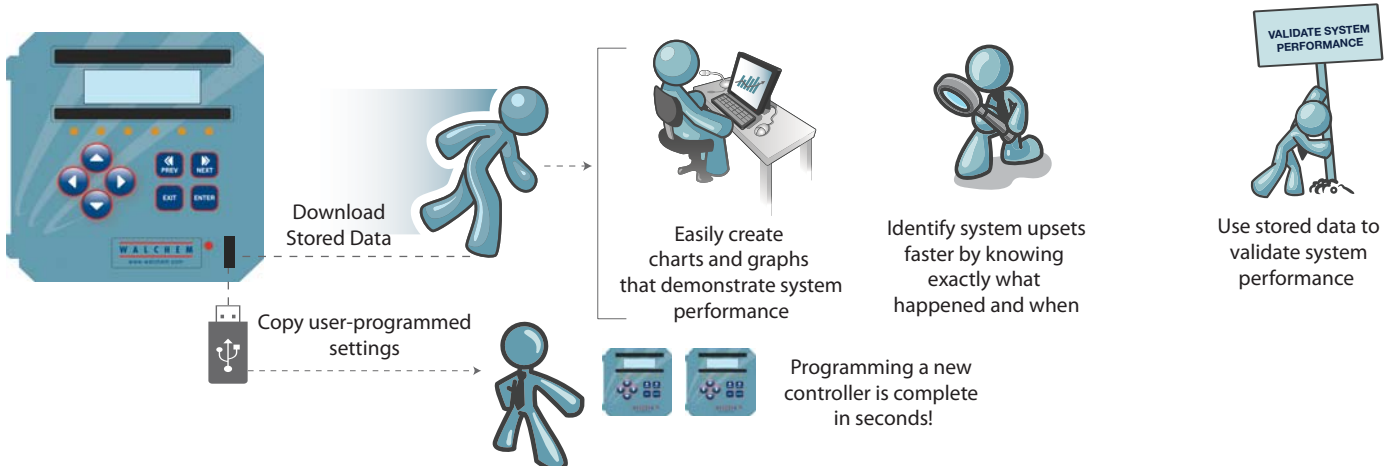 PREV
NEXT
EXIT
ENTER
WALCHEM
www.walchem.com
Download
Stored Data
Copy user-programmed
settings
Easily create
charts and graphs
that demonstrate system
performance
Identify system upsets
faster by knowing
exactly what
happened and when
VALIDATE SYSTEM
PERFORMANCE
Use stored data to
validate system
performance
Programming a new
controller is complete
in seconds!